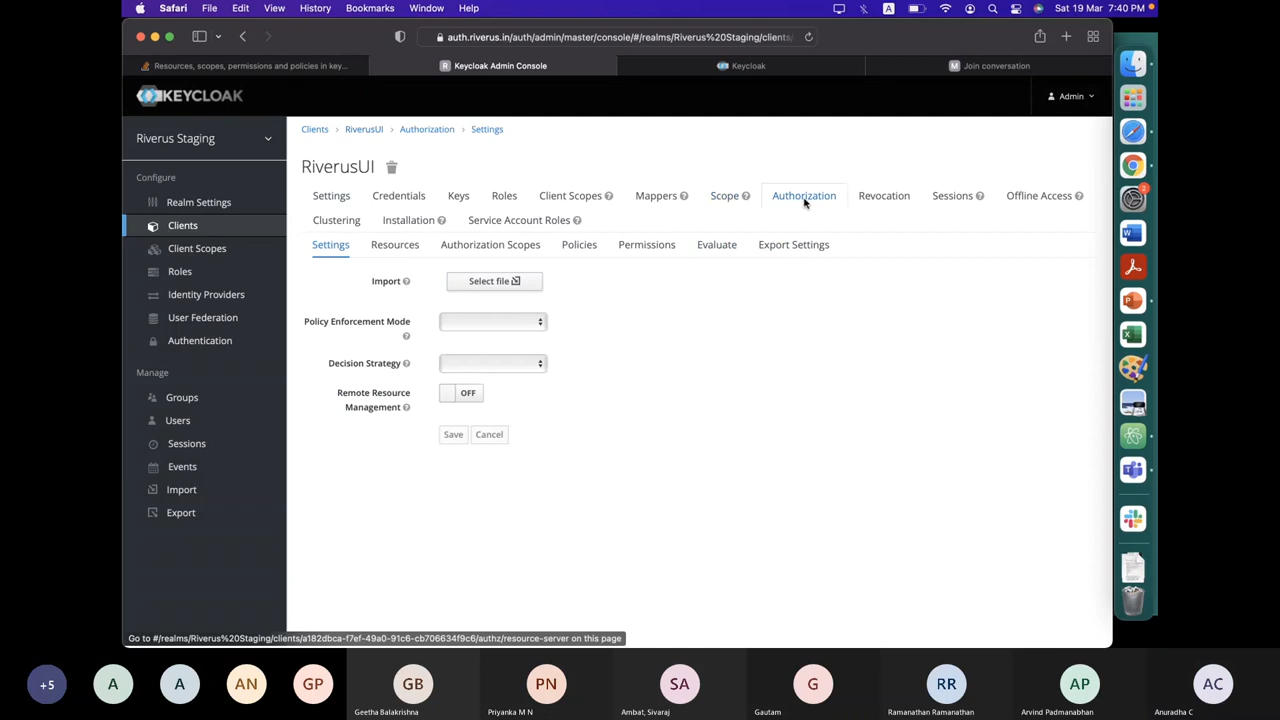 Safari File Edit View History Bookmarks Window Help
A
Sat 19 Mar 7:40 PM
auth.riverus.in/auth/admin/master/console/#/realms/Riverus%20Staging/clients/
Resources, scopes, permissions and policies in key...
R Keycloak Admin Console
Keycloak
M Join conversation
KEYCLOAK
Admin
Riverus Staging
Configure
Realm Settings
Clients
Client Scopes
Roles
Identity Providers
User Federation
Authentication
Manage
Groups
Users
Sessions
Events
Import
Export
Clients > RiverusUI > Authorization > Settings
RiverusUI
Settings Credentials Keys Roles Client Scopes Mappers Scope Authorization Revocation Sessions Offline Access
Clustering Installation Service Account Roles
Settings Resources Authorization Scopes Policies Permissions Evaluate Export Settings
Import Select file
Policy Enforcement Mode
Decision Strategy
Remote Resource
Management
OFF
Save Cancel
Go to #/realms/Riverus%20Staging/clients/a182dbca-f7ef-49a0-91c6-cb706634f9c6/authz/resource-server on this page
2
+5 A A AN GP GB PN SA G RR AP AC
Geetha Balakrishna Priyanka M N Ambat, Sivaraj Gautam Ramanathan Ramanathan Arvind Padmanabhan Anuradha C